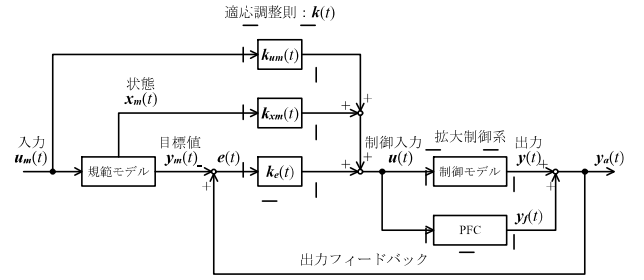 適応調整則：k(t)
kum(t)
状態
xm(t)
kxm(t)
入力
um(t)
規範モデル
目標値
ym(t)
e(t)
ke(t)
制御入力
u(t)
拡大制御系
制御モデル
出力
y(t)
ya(t)
PFC
yf(t)
出力フィードバック
+
+
+
+
-
+
+
+